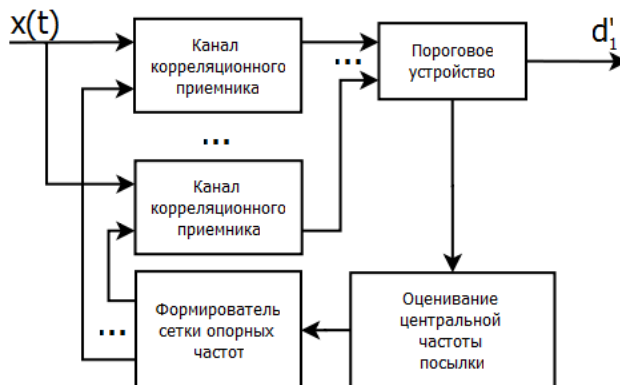 x(t)
Канал
корреляционного
приемника
...
Пороговое
устройство
d'1
...
Канал
корреляционного
приемника
Формирователь
сетки опорных
частот
...
Оценивание
центральной
частоты
посылки